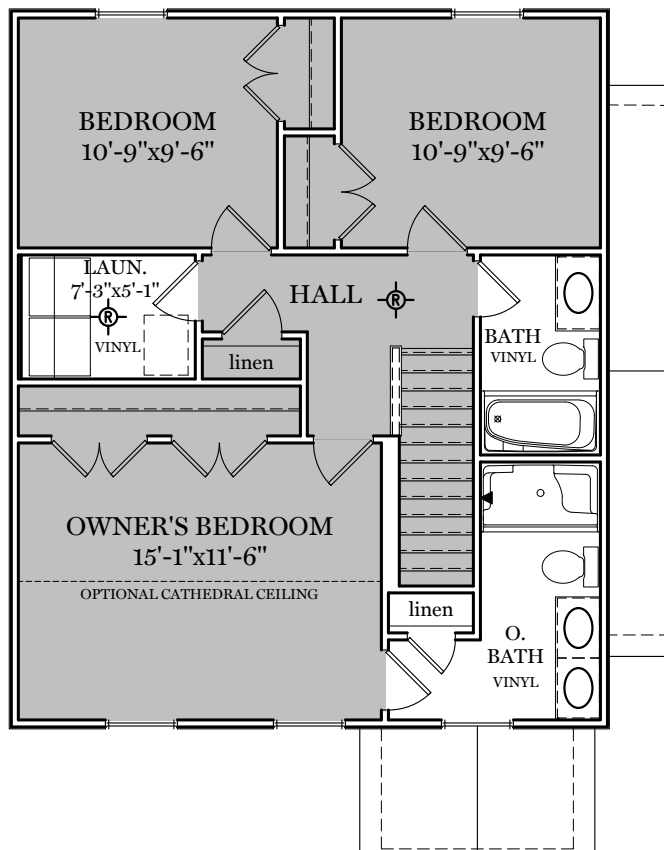 BEDROOM
10'-9"x9'-6"
BEDROOM
10'-9"x9'-6"
LAUN.
7'-3"x5'-1"
R
VINYL
HALL
R
linen
BATH
VINYL
OWNER'S BEDROOM
15'-1"x11'-6"
OPTIONAL CATHEDRAL CEILING
linen
O.
BATH
VINYL